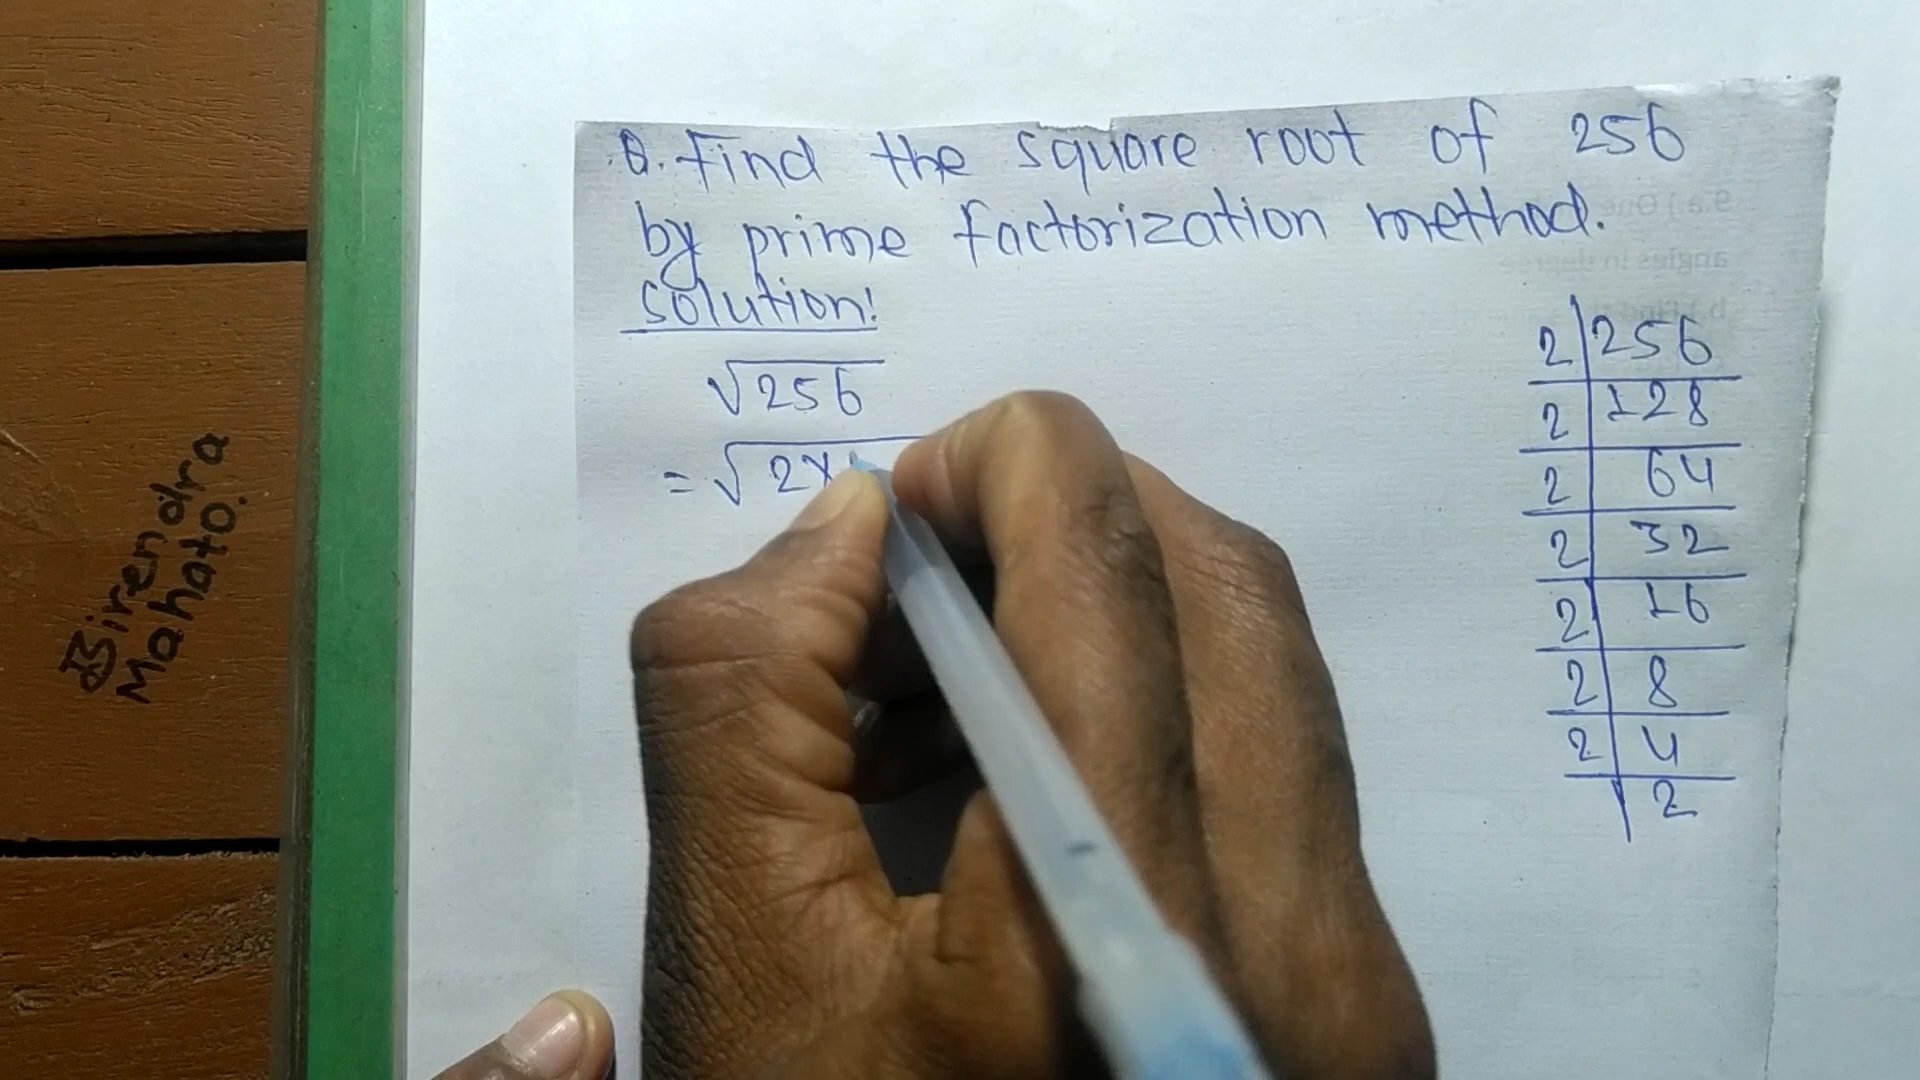 Q. Find the square root of 256
by prime factorization method.
Solution!
√256
= √2×
2 256
2 128
2 64
2 32
2 16
2 8
2 4
2
Birendra
Mahato.